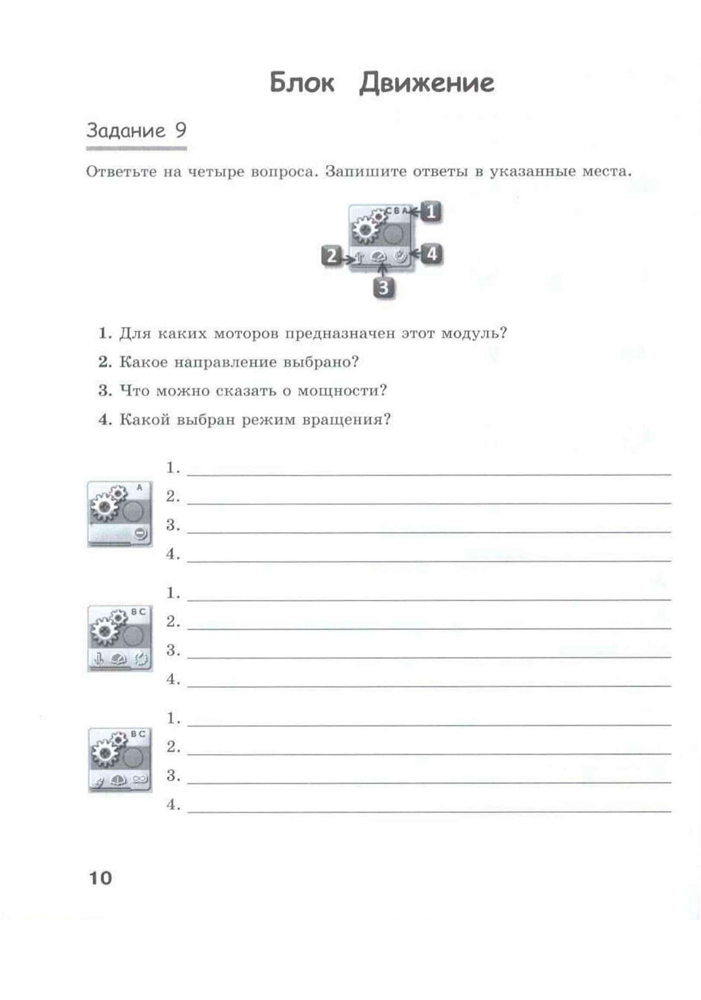 Блок Движение
Задание 9
Ответьте на четыре вопроса. Запишите ответы в указанные места.
C B A 1
2 4
3
1. Для каких моторов предназначен этот модуль?
2. Какое направление выбрано?
3. Что можно сказать о мощности?
4. Какой выбран режим вращения?
1.
A
2.
3.
4.
1.
B C
2.
3.
4.
1.
B C
2.
3.
4.
10